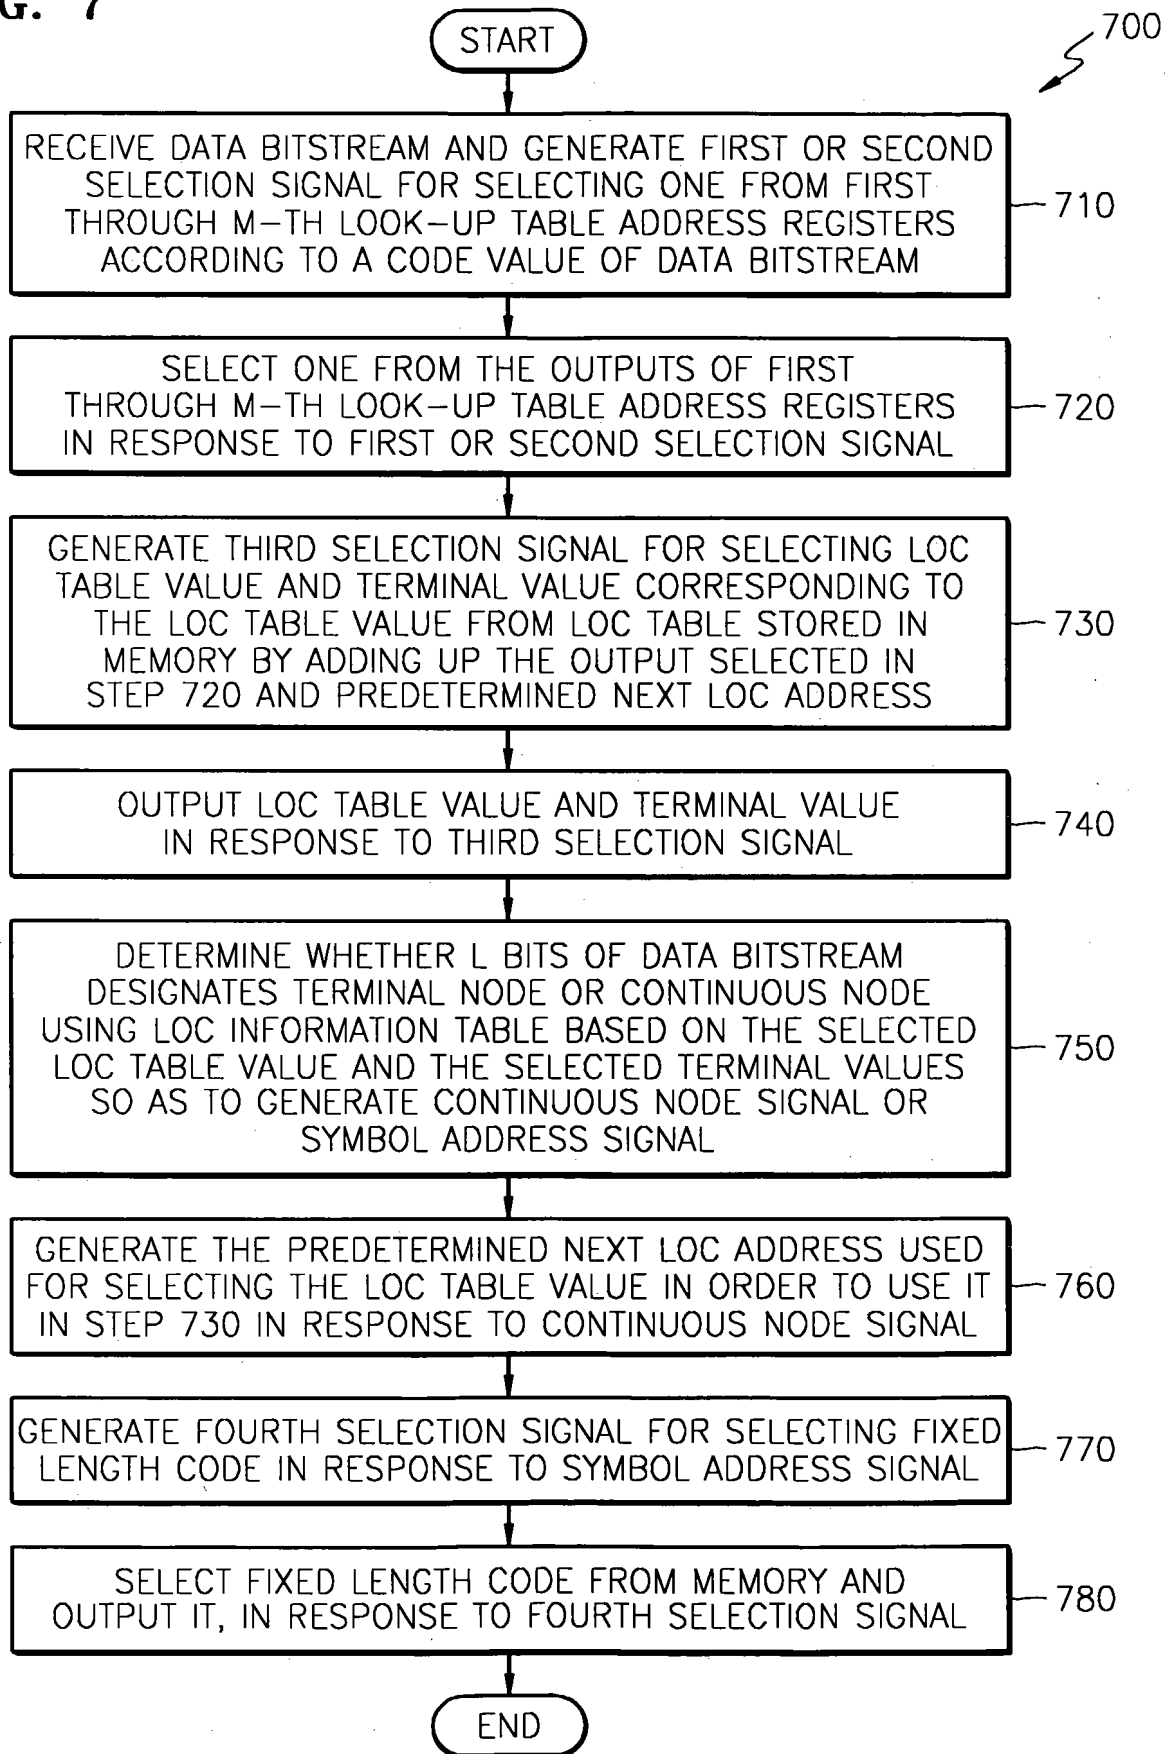 G. 7
START
700
RECEIVE DATA BITSTREAM AND GENERATE FIRST OR SECOND
SELECTION SIGNAL FOR SELECTING ONE FROM FIRST
THROUGH M-TH LOOK-UP TABLE ADDRESS REGISTERS
ACCORDING TO A CODE VALUE OF DATA BITSTREAM
710
SELECT ONE FROM THE OUTPUTS OF FIRST
THROUGH M-TH LOOK-UP TABLE ADDRESS REGISTERS
IN RESPONSE TO FIRST OR SECOND SELECTION SIGNAL
720
GENERATE THIRD SELECTION SIGNAL FOR SELECTING LOC
TABLE VALUE AND TERMINAL VALUE CORRESPONDING TO
THE LOC TABLE VALUE FROM LOC TABLE STORED IN
MEMORY BY ADDING UP THE OUTPUT SELECTED IN
STEP 720 AND PREDETERMINED NEXT LOC ADDRESS
730
OUTPUT LOC TABLE VALUE AND TERMINAL VALUE
IN RESPONSE TO THIRD SELECTION SIGNAL
740
DETERMINE WHETHER L BITS OF DATA BITSTREAM
DESIGNATES TERMINAL NODE OR CONTINUOUS NODE
USING LOC INFORMATION TABLE BASED ON THE SELECTED
LOC TABLE VALUE AND THE SELECTED TERMINAL VALUES
SO AS TO GENERATE CONTINUOUS NODE SIGNAL OR
SYMBOL ADDRESS SIGNAL
750
GENERATE THE PREDETERMINED NEXT LOC ADDRESS USED
FOR SELECTING THE LOC TABLE VALUE IN ORDER TO USE IT
IN STEP 730 IN RESPONSE TO CONTINUOUS NODE SIGNAL
760
GENERATE FOURTH SELECTION SIGNAL FOR SELECTING FIXED
LENGTH CODE IN RESPONSE TO SYMBOL ADDRESS SIGNAL
770
SELECT FIXED LENGTH CODE FROM MEMORY AND
OUTPUT IT, IN RESPONSE TO FOURTH SELECTION SIGNAL
780
END